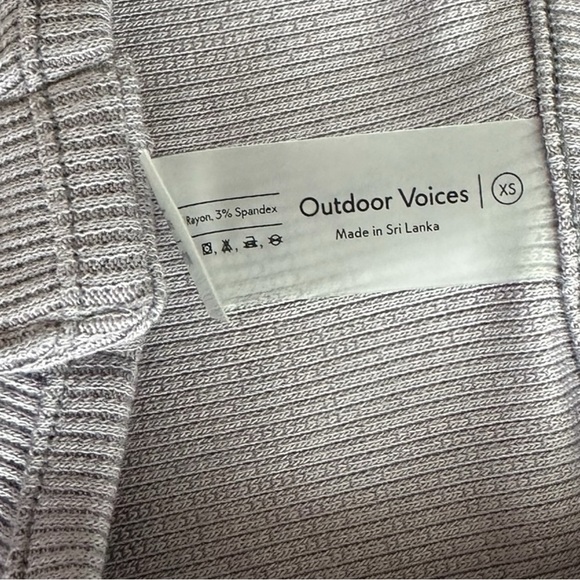 Rayon, 3% Spandex
Outdoor Voices | XS
Made in Sri Lanka